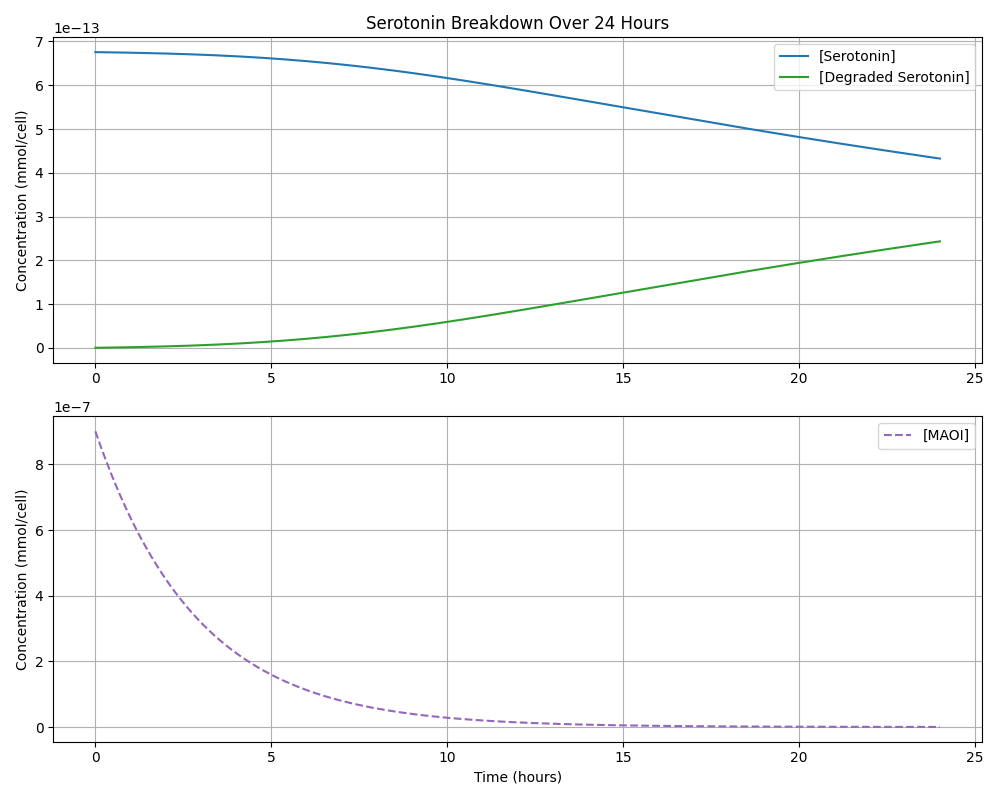 Serotonin Breakdown Over 24 Hours
1e−13
7
6
5
4
3
2
1
0
Concentration (mmol/cell)
[Serotonin]
[Degraded Serotonin]
0 5 10 15 20 25
1e−7
8
6
4
2
0
Concentration (mmol/cell)
[MAOI]
0 5 10 15 20 25
Time (hours)